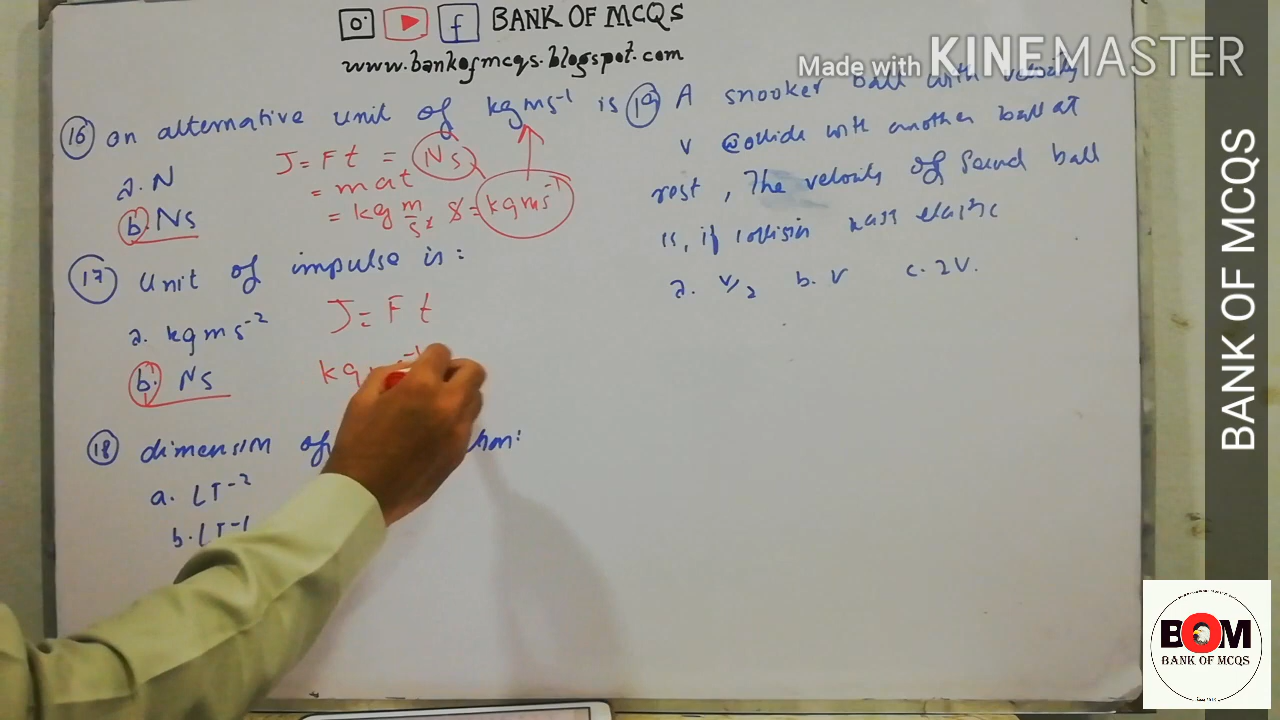 BANK OF MCQS
www.bankofmcqs.blogspot.com
Made with KINEMASTER
16 an alternative unit of kgms⁻¹ is
a. N
b. Ns
J = Ft = Ns
= mat
= kg m/s² s = kgms⁻¹
17 Unit of impulse is:
a. kgms⁻²
b. Ns
J = Ft
kg
18 dimension of
a. LT⁻²
b. LT⁻¹
19 A snooker ball with velocity
v collide with another ball at
rest, The velocity of second ball
is, if collision elastic
a. v/2 b. v c. 2v.
BANK OF MCQS
BOM
BANK OF MCQS